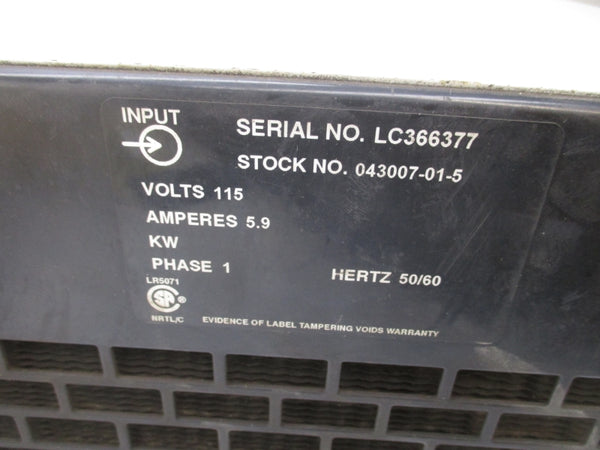 INPUT
SERIAL NO. LC366377
STOCK NO. 043007-01-5
VOLTS 115
AMPERES 5.9
KW
PHASE 1
HERTZ 50/60
LR5071
SA ®
NRTL/C
EVIDENCE OF LABEL TAMPERING VOIDS WARRANTY